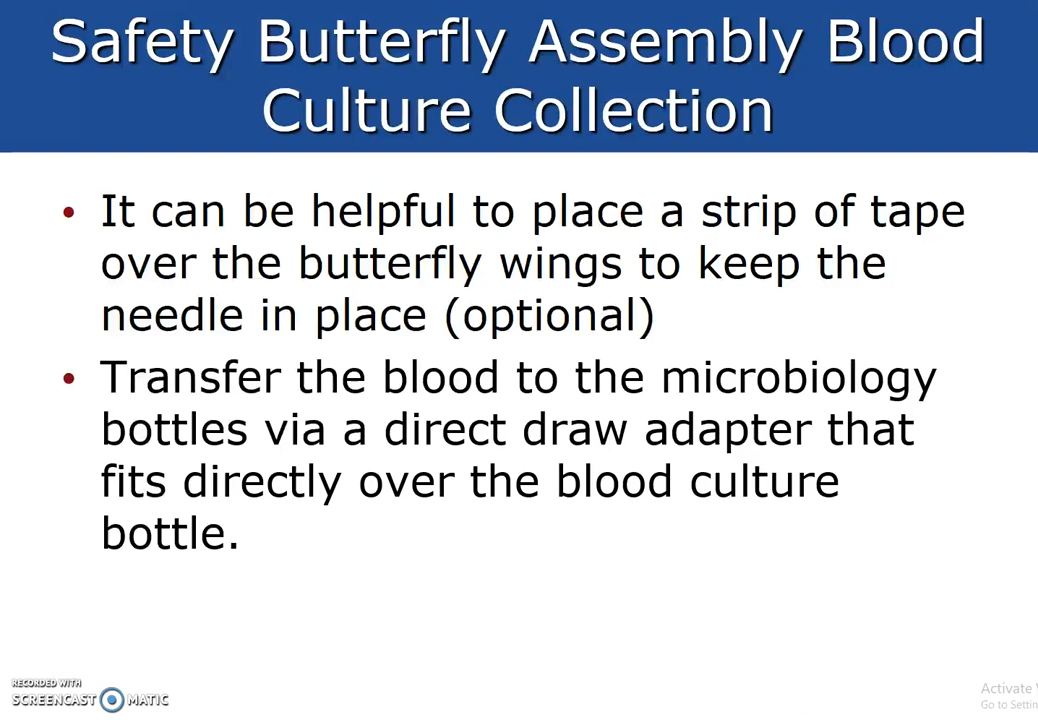 Safety Butterfly Assembly Blood
Culture Collection
• It can be helpful to place a strip of tape
over the butterfly wings to keep the
needle in place (optional)
• Transfer the blood to the microbiology
bottles via a direct draw adapter that
fits directly over the blood culture
bottle.
RECORDED WITH
SCREENCAST MATIC
Activate
Go to